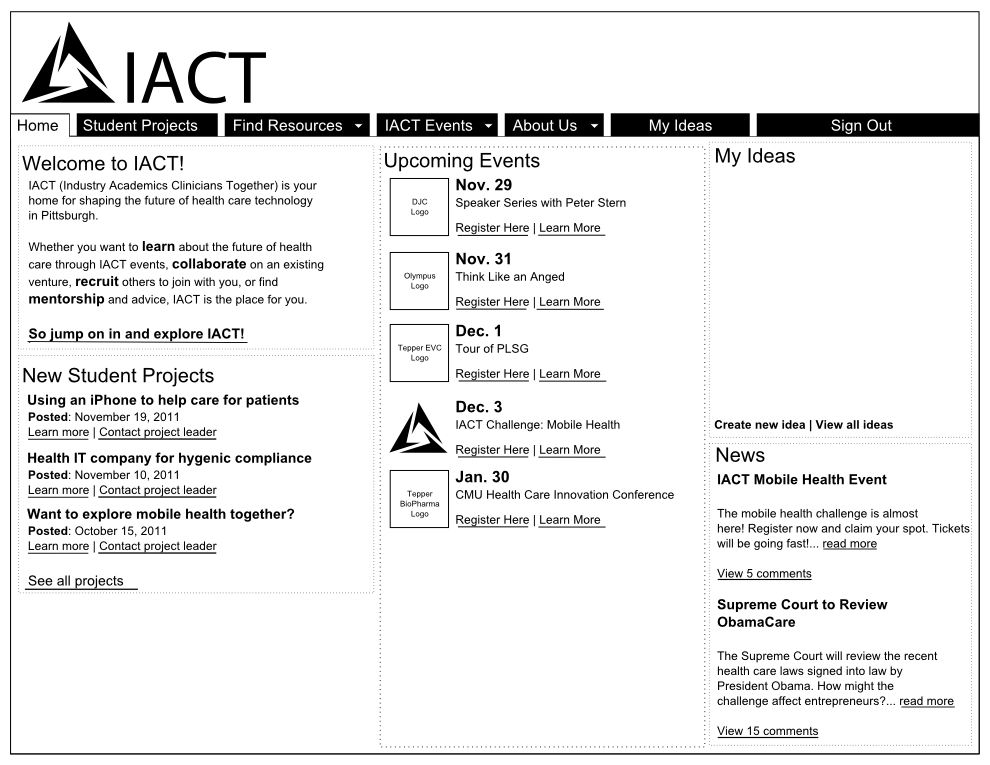 IACT
Home Student Projects Find Resources IACT Events About Us My Ideas Sign Out
Welcome to IACT!
IACT (Industry Academics Clinicians Together) is your
home for shaping the future of health care technology
in Pittsburgh.
Whether you want to learn about the future of health
care through IACT events, collaborate on an existing
venture, recruit others to join with you, or find
mentorship and advice, IACT is the place for you.
So jump on in and explore IACT!
New Student Projects
Using an iPhone to help care for patients
Posted: November 19, 2011
Learn more | Contact project leader
Health IT company for hygenic compliance
Posted: November 10, 2011
Learn more | Contact project leader
Want to explore mobile health together?
Posted: October 15, 2011
Learn more | Contact project leader
See all projects
Upcoming Events
DJC
Logo
Nov. 29
Speaker Series with Peter Stern
Register Here | Learn More
Olympus
Logo
Nov. 31
Think Like an Anged
Register Here | Learn More
Tepper EVC
Logo
Dec. 1
Tour of PLSG
Register Here | Learn More
Dec. 3
IACT Challenge: Mobile Health
Register Here | Learn More
Tepper
BioPharma
Logo
Jan. 30
CMU Health Care Innovation Conference
Register Here | Learn More
My Ideas
Create new idea | View all ideas
News
IACT Mobile Health Event
The mobile health challenge is almost
here! Register now and claim your spot. Tickets
will be going fast!... read more
View 5 comments
Supreme Court to Review
ObamaCare
The Supreme Court will review the recent
health care laws signed into law by
President Obama. How might the
challenge affect entrepreneurs?... read more
View 15 comments